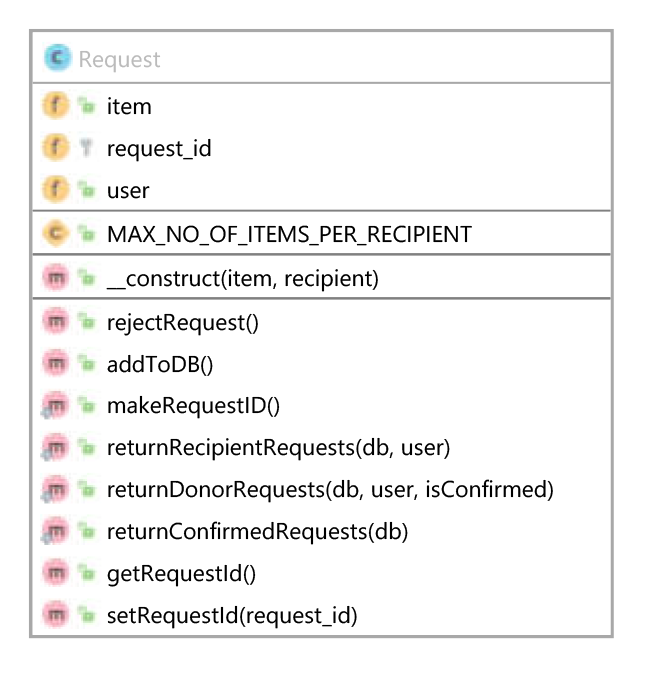 C Request
f item
f request_id
f user
c MAX_NO_OF_ITEMS_PER_RECIPIENT
m __construct(item, recipient)
m rejectRequest()
m addToDB()
m makeRequestID()
m returnRecipientRequests(db, user)
m returnDonorRequests(db, user, isConfirmed)
m returnConfirmedRequests(db)
m getRequestId()
m setRequestId(request_id)